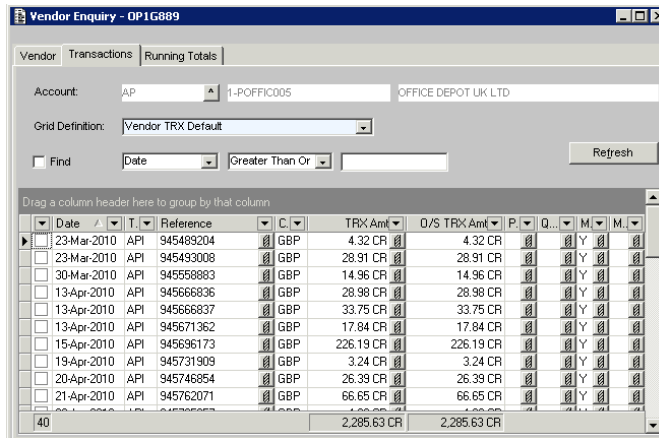 Vendor Enquiry - OP1G889
Vendor Transactions Running Totals
Account: AP 1-POFFIC005 OFFICE DEPOT UK LTD
Grid Definition: Vendor TRX Default
Find Date Greater Than Or Refresh
Drag a column header here to group by that column
Date T. Reference C. TRX Amt O/S TRX Amt P. Q... M. M.
23-Mar-2010 API 945489204 GBP 4.32 CR 4.32 CR Y
23-Mar-2010 API 945493008 GBP 28.91 CR 28.91 CR Y
30-Mar-2010 API 945558883 GBP 14.96 CR 14.96 CR Y
13-Apr-2010 API 945666836 GBP 28.98 CR 28.98 CR Y
13-Apr-2010 API 945666837 GBP 33.75 CR 33.75 CR Y
13-Apr-2010 API 945671362 GBP 17.84 CR 17.84 CR Y
15-Apr-2010 API 945696173 GBP 226.19 CR 226.19 CR Y
19-Apr-2010 API 945731909 GBP 3.24 CR 3.24 CR Y
20-Apr-2010 API 945746854 GBP 26.39 CR 26.39 CR Y
21-Apr-2010 API 945762071 GBP 66.65 CR 66.65 CR Y
40 2,285.63 CR 2,285.63 CR